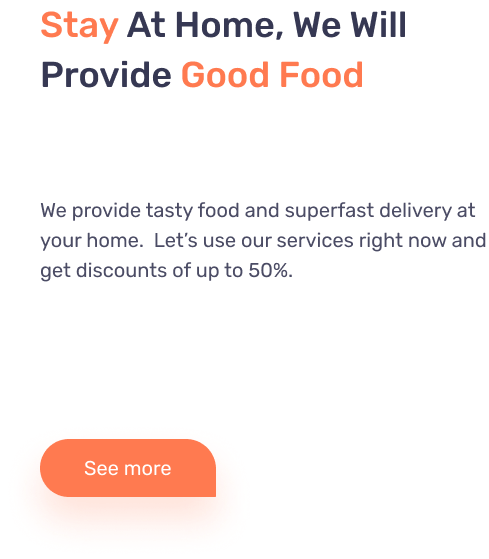 Stay At Home, We Will
Provide Good Food
We provide tasty food and superfast delivery at
your home.  Let’s use our services right now and
get discounts of up to 50%.
See more